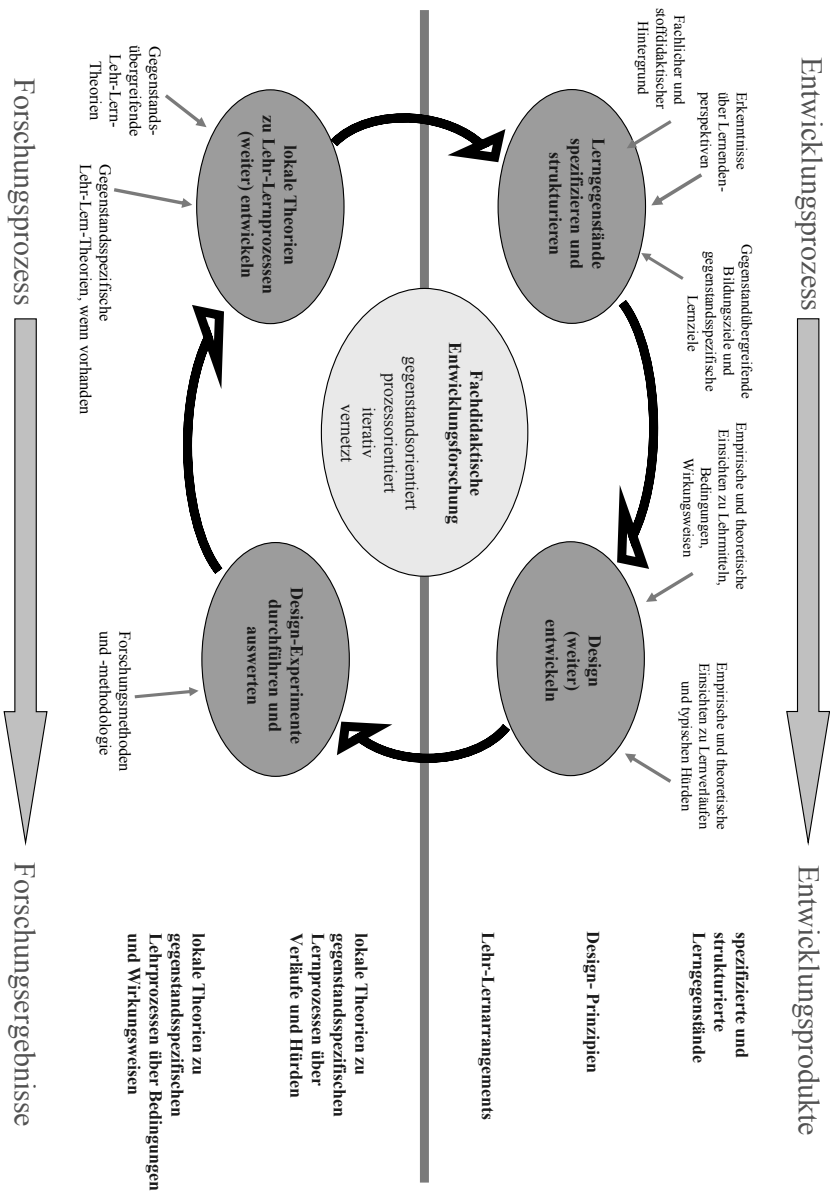 Entwicklungsprozess
Entwicklungsprodukte
Fachlicher und
stoffdidaktischer
Hintergrund
Erkenntnisse
über Lernenden-
perspektiven
Gegenstandübergreifende
Bildungsziele und
gegenstandsspezifische
Lernziele
Empirische und theoretische
Einsichten zu Lehrmitteln,
Bedingungen,
Wirkungsweisen
Empirische und theoretische
Einsichten zu Lernverläufen
und typischen Hürden
Lerngegenstände
spezifizieren und
strukturieren
Design
(weiter)
entwickeln
spezifizierte und
strukturierte
Lerngegenstände
Design- Prinzipien
Lehr-Lernarrangements
Fachdidaktische
Entwicklungsforschung
gegenstandsorientiert
prozessorientiert
iterativ
vernetzt
lokale Theorien
zu Lehr-Lernprozessen
(weiter) entwickeln
Design-Experimente
durchführen und
auswerten
lokale Theorien zu
gegenstandsspezifischen
Lernprozessen über
Verläufe und Hürden
lokale Theorien zu
gegenstandsspezifischen
Lehrprozessen über Bedingungen
und Wirkungsweisen
Gegenstands-
übergreifende
Lehr-Lern-
Theorien
Gegenstandsspezifische
Lehr-Lern-Theorien, wenn vorhanden
Forschungsmethoden
und -methodologie
Forschungsprozess
Forschungsergebnisse